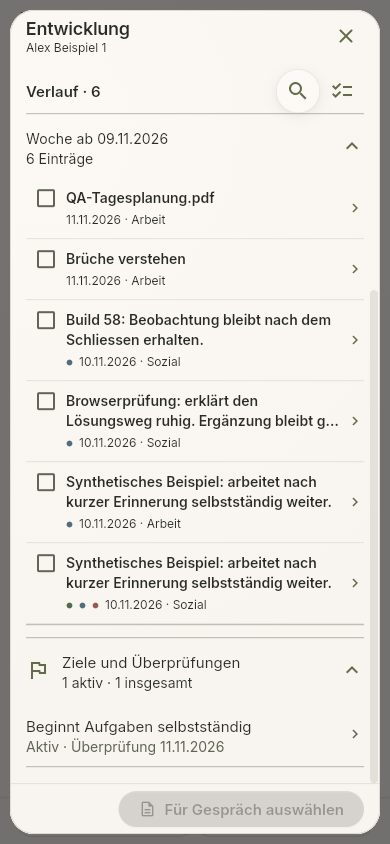 Entwicklung
Alex Beispiel 1
Verlauf · 6
Woche ab 09.11.2026
6 Einträge
QA-Tagesplanung.pdf
11.11.2026 · Arbeit
Brüche verstehen
11.11.2026 · Arbeit
Build 58: Beobachtung bleibt nach dem
Schliessen erhalten.
10.11.2026 · Sozial
Browserprüfung: erklärt den
Lösungsweg ruhig. Ergänzung bleibt g…
10.11.2026 · Sozial
Synthetisches Beispiel: arbeitet nach
kurzer Erinnerung selbstständig weiter.
10.11.2026 · Arbeit
Synthetisches Beispiel: arbeitet nach
kurzer Erinnerung selbstständig weiter.
10.11.2026 · Sozial
Ziele und Überprüfungen
1 aktiv · 1 insgesamt
Beginnt Aufgaben selbstständig
Aktiv · Überprüfung 11.11.2026
Für Gespräch auswählen